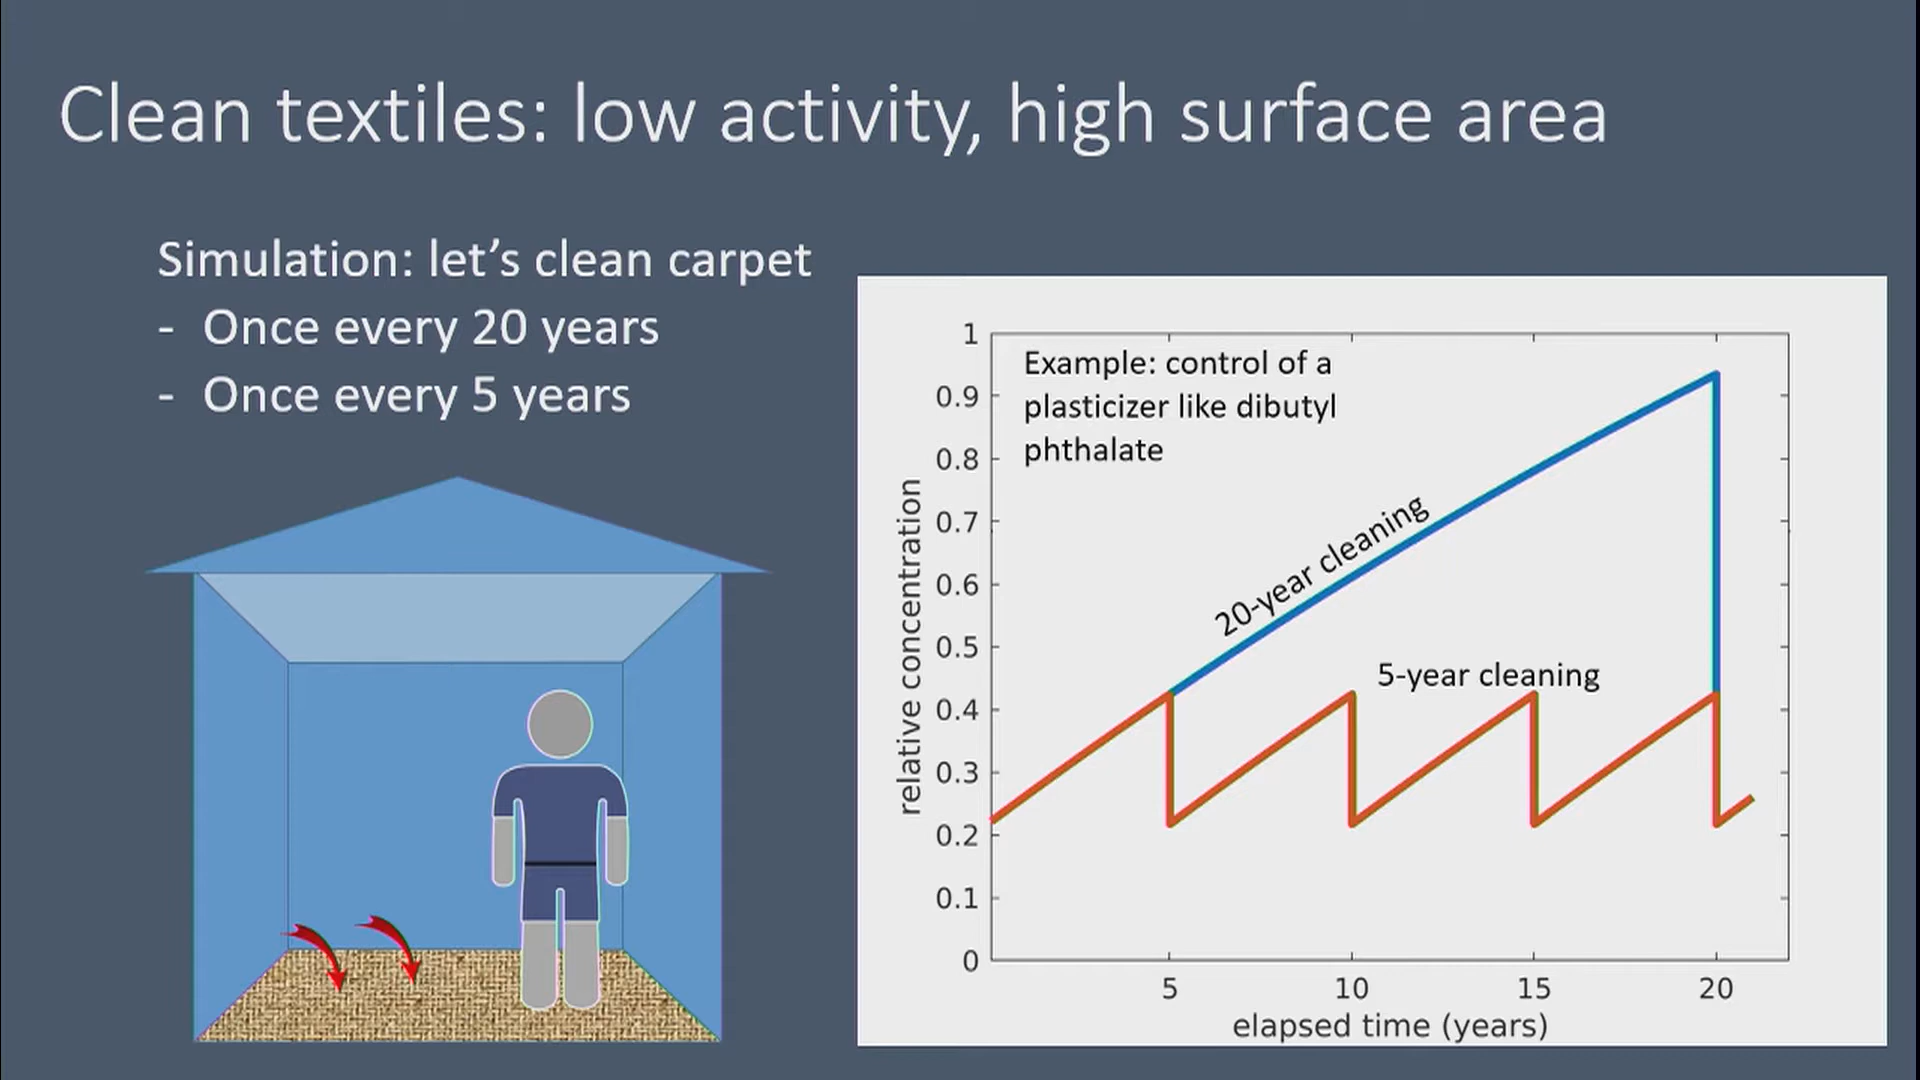 Clean textiles: low activity, high surface area
Simulation: let's clean carpet
- Once every 20 years
- Once every 5 years
Example: control of a
plasticizer like dibutyl
phthalate
20-year cleaning
5-year cleaning
relative concentration
1
0.9
0.8
0.7
0.6
0.5
0.4
0.3
0.2
0.1
0
5 10 15 20
elapsed time (years)